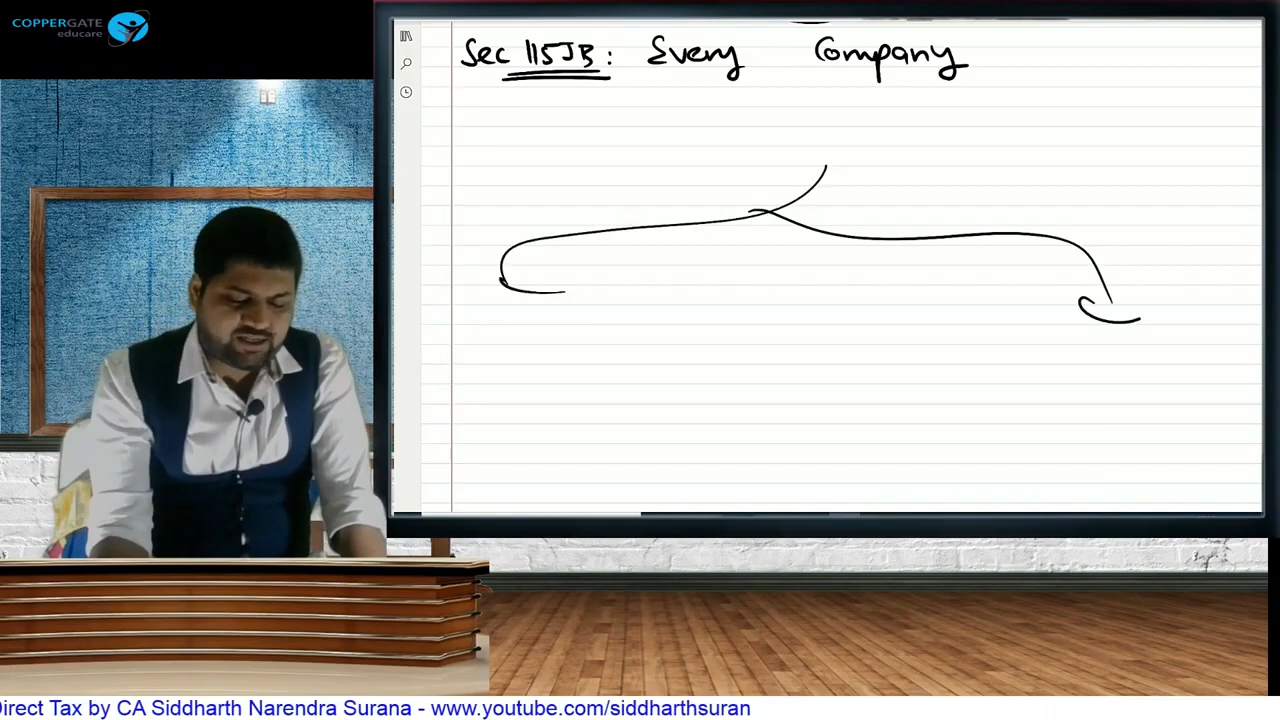 COPPERGATE
educare
Sec 115JB: Every Company
Direct Tax by CA Siddharth Narendra Surana - www.youtube.com/siddharthsuran